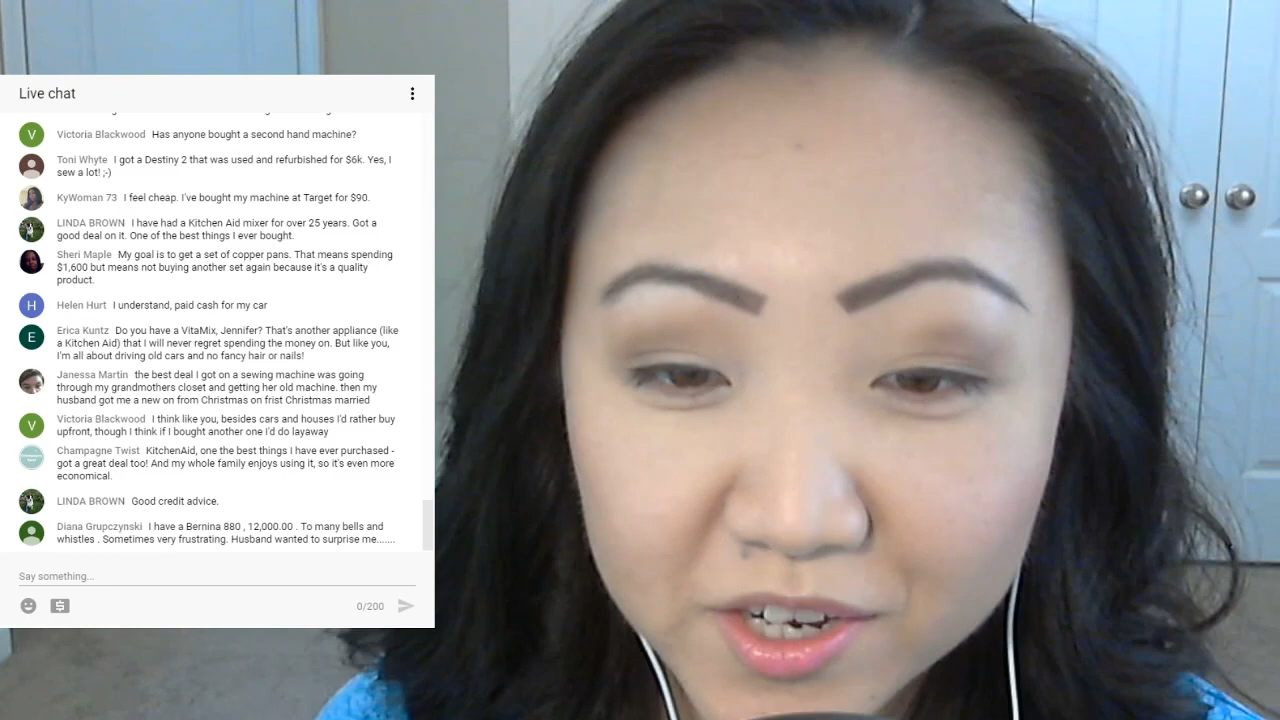 Live chat
Victoria Blackwood Has anyone bought a second hand machine?
Toni Whyte I got a Destiny 2 that was used and refurbished for $6k. Yes, I
sew a lot! ;-)
KyWoman 73 I feel cheap. I've bought my machine at Target for $90.
LINDA BROWN I have had a Kitchen Aid mixer for over 25 years. Got a
good deal on it. One of the best things I ever bought.
Sheri Maple My goal is to get a set of copper pans. That means spending
$1,600 but means not buying another set again because it's a quality
product.
H
Helen Hurt I understand, paid cash for my car
Erica Kuntz Do you have a VitaMix, Jennifer? That's another appliance (like
E
a Kitchen Aid) that I will never regret spending the money on. But like you,
I'm all about driving old cars and no fancy hair or nails!
Janessa Martin the best deal I got on a sewing machine was going
through my grandmothers closet and getting her old machine. then my
husband got me a new on from Christmas on frist Christmas married
V
Victoria Blackwood I think like you, besides cars and houses I'd rather buy
upfront, though I think if I bought another one I'd do layaway
Champagne Twist KitchenAid, one the best things I have ever purchased -
got a great deal too! And my whole family enjoys using it, so it's even more
economical.
LINDA BROWN Good credit advice.
Diana Grupczynski I have a Bernina 880 , 12,000.00 . To many bells and
whistles . Sometimes very frustrating. Husband wanted to surprise me.......
Say something...
0/200